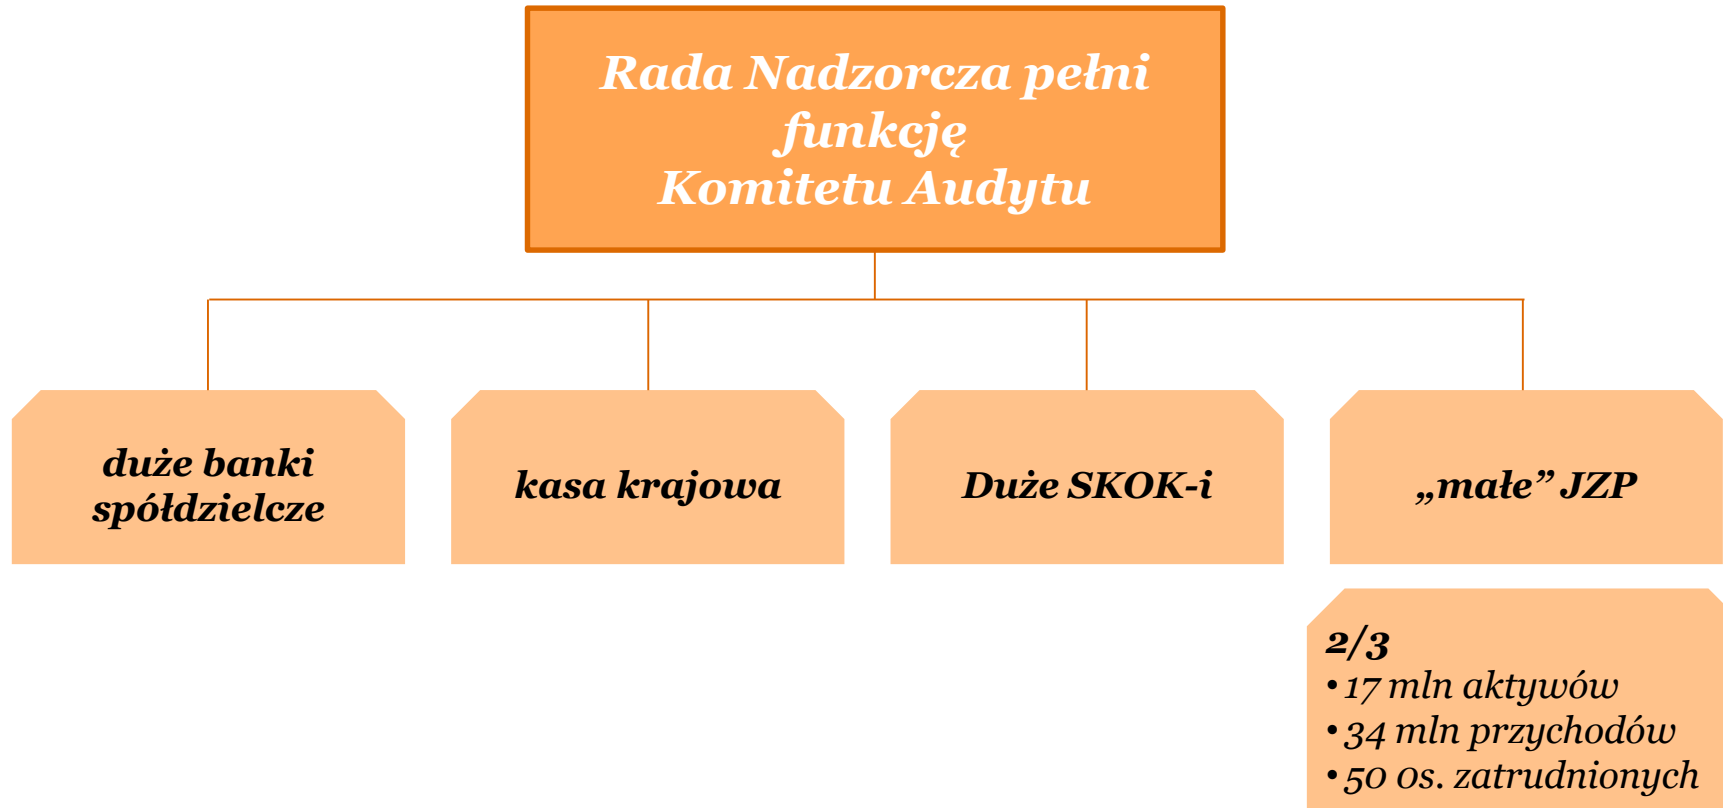 Rada Nadzorcza pełni
funkcję
Komitetu Audytu
duże banki
spółdzielcze
kasa krajowa
Duże SKOK-i
„małe” JZP
2/3
• 17 mln aktywów
• 34 mln przychodów
• 50 0s. zatrudnionych